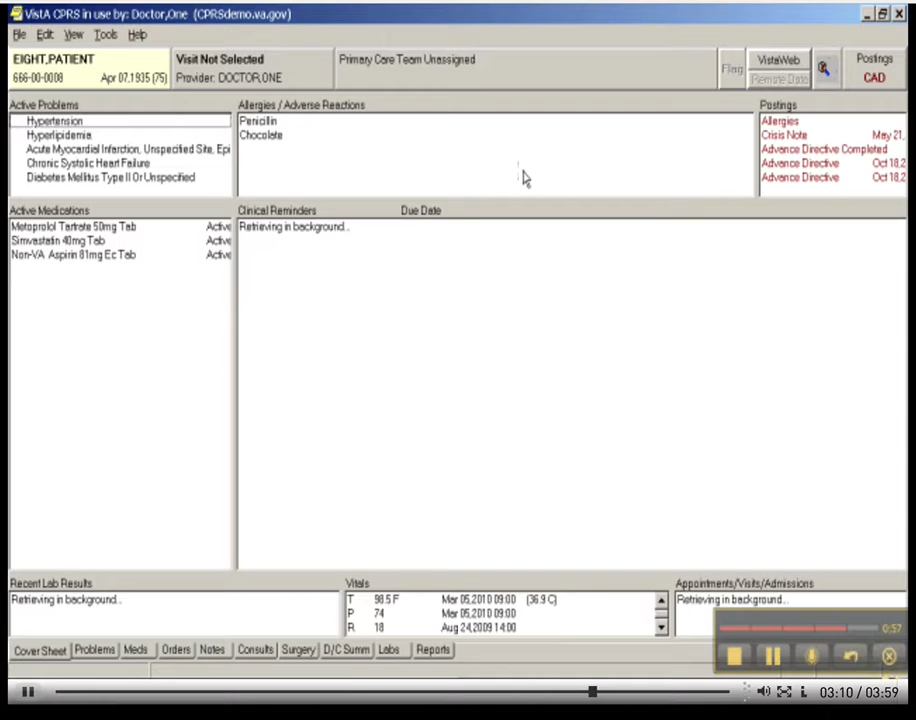 VistA CPRS in use by: Doctor,One (CPRSdemo.va.gov)
File Edit View Tools Help
EIGHT,PATIENT Visit Not Selected Primary Care Team Unassigned Flag VistaWeb Postings
666-00-0008 Apr 07,1935 (75) Provider: DOCTOR,ONE Remote Data CAD
Active Problems Allergies / Adverse Reactions Postings
Hypertension Penicillin Allergies
Hyperlipidemia Chocolate Crisis Note May 21,
Acute Myocardial Infarction, Unspecified Site, Epi Advance Directive Completed
Chronic Systolic Heart Failure Advance Directive Oct 18,2
Diabetes Mellitus Type II Or Unspecified Advance Directive Oct 18,2
Active Medications Clinical Reminders Due Date
Metoprolol Tartrate 50mg Tab Active Retrieving in background..
Simvastatin 40mg Tab Active
Non-VA Aspirin 81mg Ec Tab Active
Recent Lab Results Vitals Appointments/Visits/Admissions
Retrieving in background.. T 98.5 F Mar 05,2010 09:00 (36.9 C) Retrieving in background..
P 74 Mar 05,2010 09:00
R 18 Aug 24,2009 14:00
0:57
Cover Sheet Problems Meds Orders Notes Consults Surgery D/C Summ Labs Reports
03:10 / 03:59